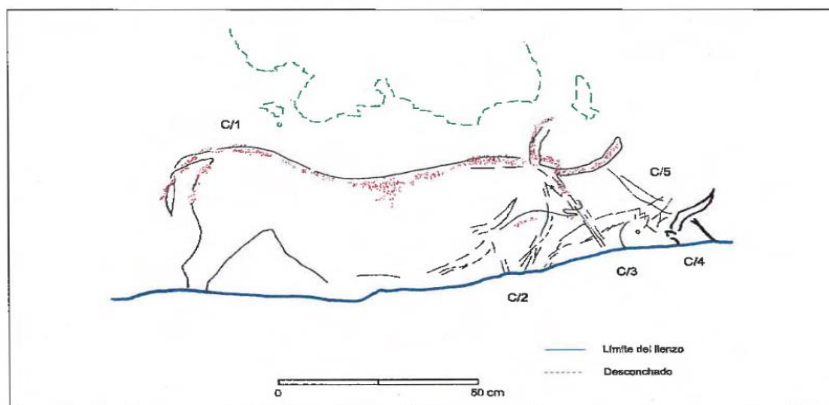 C/1
C/5
C/3
C/4
C/2
Límite del lienzo
Desconchado
0
50 cm